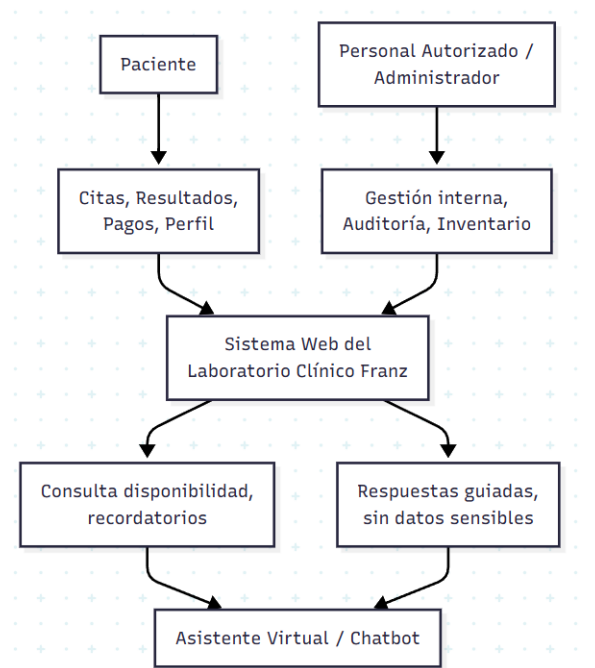 Paciente
Personal Autorizado /
Administrador
Citas, Resultados,
Pagos, Perfil
Gestión interna,
Auditoría, Inventario
Sistema Web del
Laboratorio Clínico Franz
Consulta disponibilidad,
recordatorios
Respuestas guiadas,
sin datos sensibles
Asistente Virtual / Chatbot